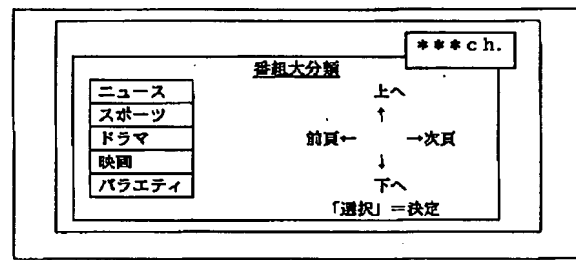 ***ch.
番組大分類
ニュース
スポーツ
ドラマ
映画
バラエティ
上へ
↑
前頁← →次頁
↓
下へ
「選択」=決定